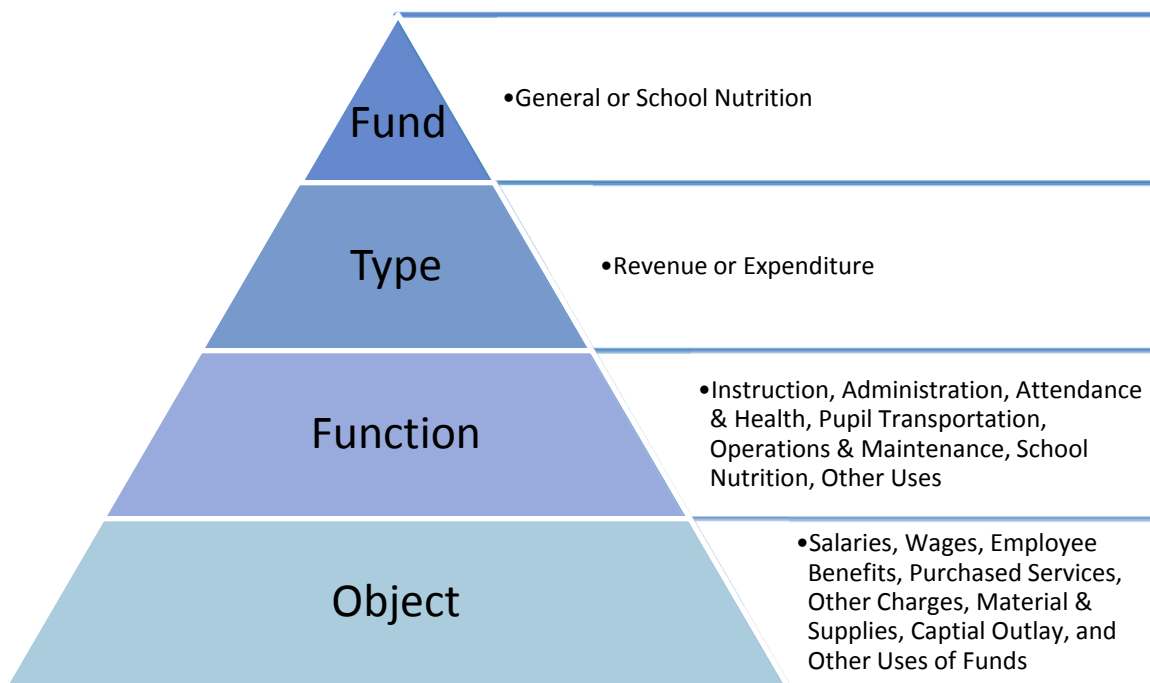 Fund
•General or School Nutrition
Type
•Revenue or Expenditure
Function
•Instruction, Administration, Attendance
& Health, Pupil Transportation,
Operations & Maintenance, School
Nutrition, Other Uses
Object
•Salaries, Wages, Employee
Benefits, Purchased Services,
Other Charges, Material &
Supplies, Captial Outlay, and
Other Uses of Funds